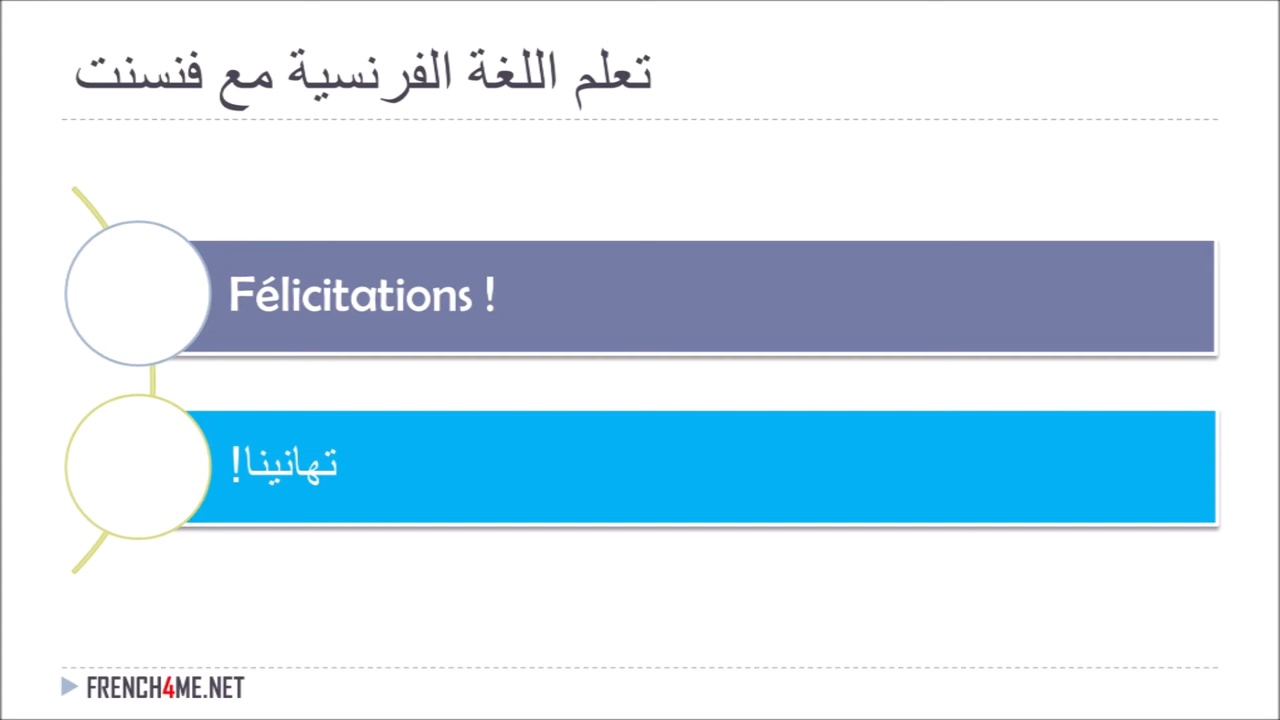 تعلم اللغة الفرنسية مع فنسنت
Félicitations !
تهانينا!
FRENCH4ME.NET